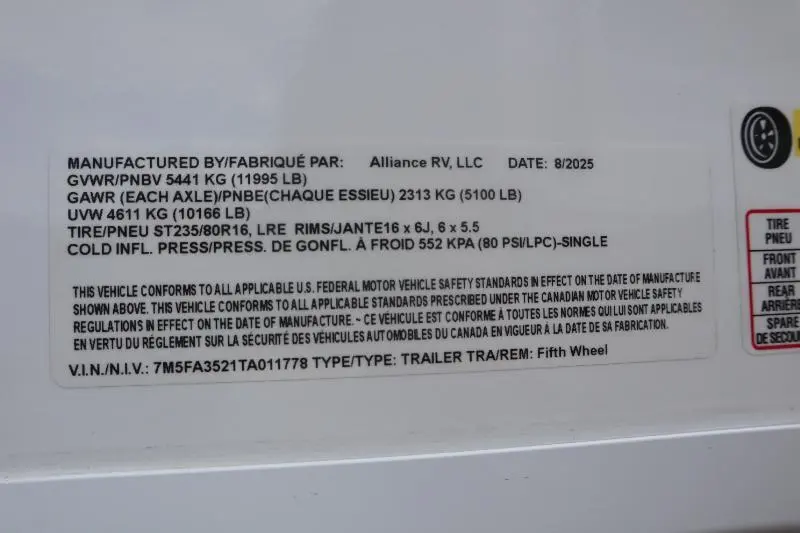 MANUFACTURED BY/FABRIQUÉ PAR: Alliance RV, LLC DATE: 8/2025
GVWR/PNBV 5441 KG (11995 LB)
GAWR (EACH AXLE)/PNBE(CHAQUE ESSIEU) 2313 KG (5100 LB)
UVW 4611 KG (10166 LB)
TIRE/PNEU ST235/80R16, LRE RIMS/JANTE16 x 6J, 6 x 5.5
COLD INFL. PRESS/PRESS. DE GONFL. À FROID 552 KPA (80 PSI/LPC)-SINGLE
THIS VEHICLE CONFORMS TO ALL APPLICABLE U.S. FEDERAL MOTOR VEHICLE SAFETY STANDARDS IN EFFECT ON THE DATE OF MANUFACTURE
SHOWN ABOVE. THIS VEHICLE CONFORMS TO ALL APPLICABLE STANDARDS PRESCRIBED UNDER THE CANADIAN MOTOR VEHICLE SAFETY
REGULATIONS IN EFFECT ON THE DATE OF MANUFACTURE. ~ CE VÉHICULE EST CONFORME À TOUTES LES NORMES QUI LUI SONT APPLICABLES
EN VERTU DU RÉGLEMENT SUR LA SÉCURITÉ DES VÉHICULES AUTOMOBILES DU CANADA EN VIGUEUR À LA DATE DE SA FABRICATION.
V.I.N./N.I.V.: 7M5FA3521TA011778 TYPE/TYPE: TRAILER TRA/REM: Fifth Wheel
TIRE
PNEU
FRONT
AVANT
REAR
ARRIÈRE
SPARE
DE SECOU